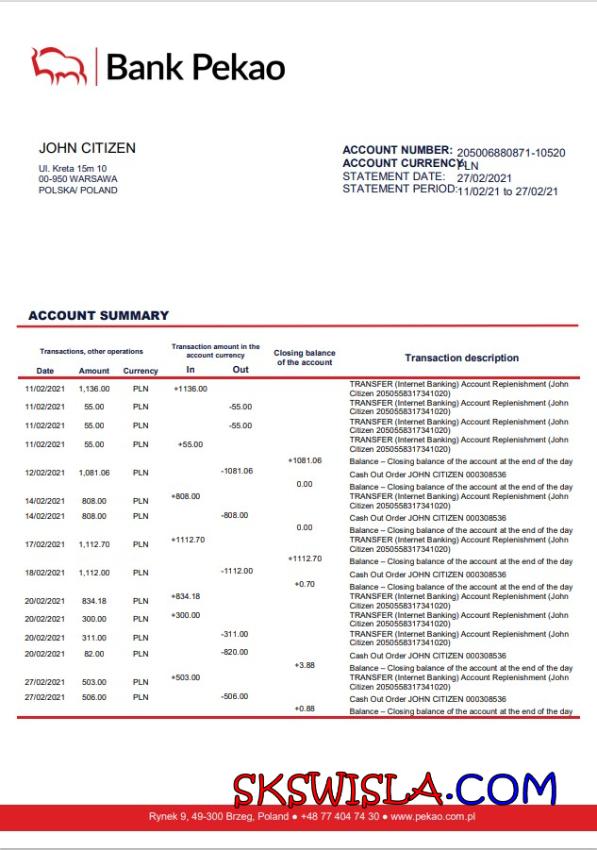 Bank Pekao
JOHN CITIZEN
Ul. Kreta 15m 10
00-950 WARSAWA
POLSKA/ POLAND
ACCOUNT NUMBER: 205006880871-10520
ACCOUNT CURRENCY: PLN
STATEMENT DATE: 27/02/2021
STATEMENT PERIOD: 11/02/21 to 27/02/21
ACCOUNT SUMMARY
Transactions, other operations
Transaction amount in the
account currency
Closing balance
of the account
Transaction description
Date Amount Currency In Out
11/02/2021 1,136.00 PLN +1136.00 TRANSFER (Internet Banking) Account Replenishment (John
Citizen 2050558317341020)
11/02/2021 55.00 PLN -55.00 TRANSFER (Internet Banking) Account Replenishment (John
Citizen 2050558317341020)
11/02/2021 55.00 PLN -55.00 TRANSFER (Internet Banking) Account Replenishment (John
Citizen 2050558317341020)
11/02/2021 55.00 PLN +55.00 TRANSFER (Internet Banking) Account Replenishment (John
Citizen 2050558317341020)
+1081.06 Balance – Closing balance of the account at the end of the day
12/02/2021 1,081.06 PLN -1081.06 Cash Out Order JOHN CITIZEN 000308536
0.00 Balance – Closing balance of the account at the end of the day
14/02/2021 808.00 PLN +808.00 TRANSFER (Internet Banking) Account Replenishment (John
Citizen 2050558317341020)
14/02/2021 808.00 PLN -808.00 Cash Out Order JOHN CITIZEN 000308536
0.00 Balance – Closing balance of the account at the end of the day
17/02/2021 1,112.70 PLN +1112.70 TRANSFER (Internet Banking) Account Replenishment (John
Citizen 2050558317341020)
+1112.70 Balance – Closing balance of the account at the end of the day
18/02/2021 1,112.00 PLN -1112.00 Cash Out Order JOHN CITIZEN 000308536
+0.70 Balance – Closing balance of the account at the end of the day
20/02/2021 834.18 PLN +834.18 TRANSFER (Internet Banking) Account Replenishment (John
Citizen 2050558317341020)
20/02/2021 300.00 PLN +300.00 TRANSFER (Internet Banking) Account Replenishment (John
Citizen 2050558317341020)
20/02/2021 311.00 PLN -311.00 TRANSFER (Internet Banking) Account Replenishment (John
Citizen 2050558317341020)
20/02/2021 82.00 PLN -820.00 Cash Out Order JOHN CITIZEN 000308536
+3.88 Balance – Closing balance of the account at the end of the day
27/02/2021 503.00 PLN +503.00 TRANSFER (Internet Banking) Account Replenishment (John
Citizen 2050558317341020)
27/02/2021 506.00 PLN -506.00 Cash Out Order JOHN CITIZEN 000308536
+0.88 Balance – Closing balance of the account at the end of the day
SKSWISLA.COM
Rynek 9, 49-300 Brzeg, Poland ● +48 77 404 74 30 ● www.pekao.com.pl